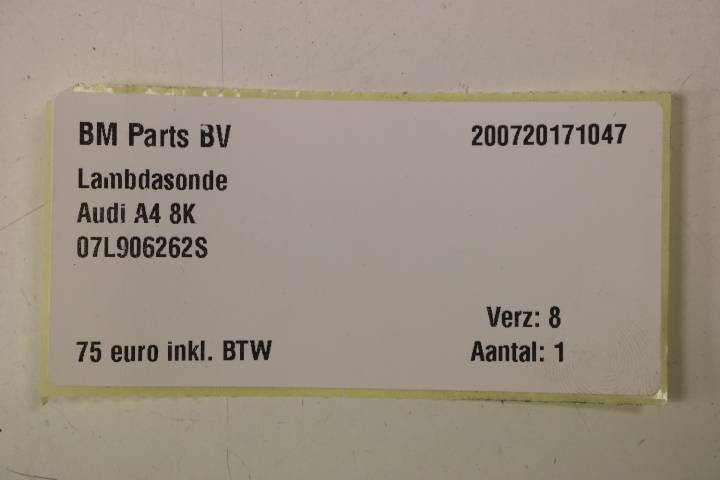 BM Parts BV 200720171047
Lambdasonde
Audi A4 8K
07L906262S
Verz: 8
75 euro inkl. BTW Aantal: 1